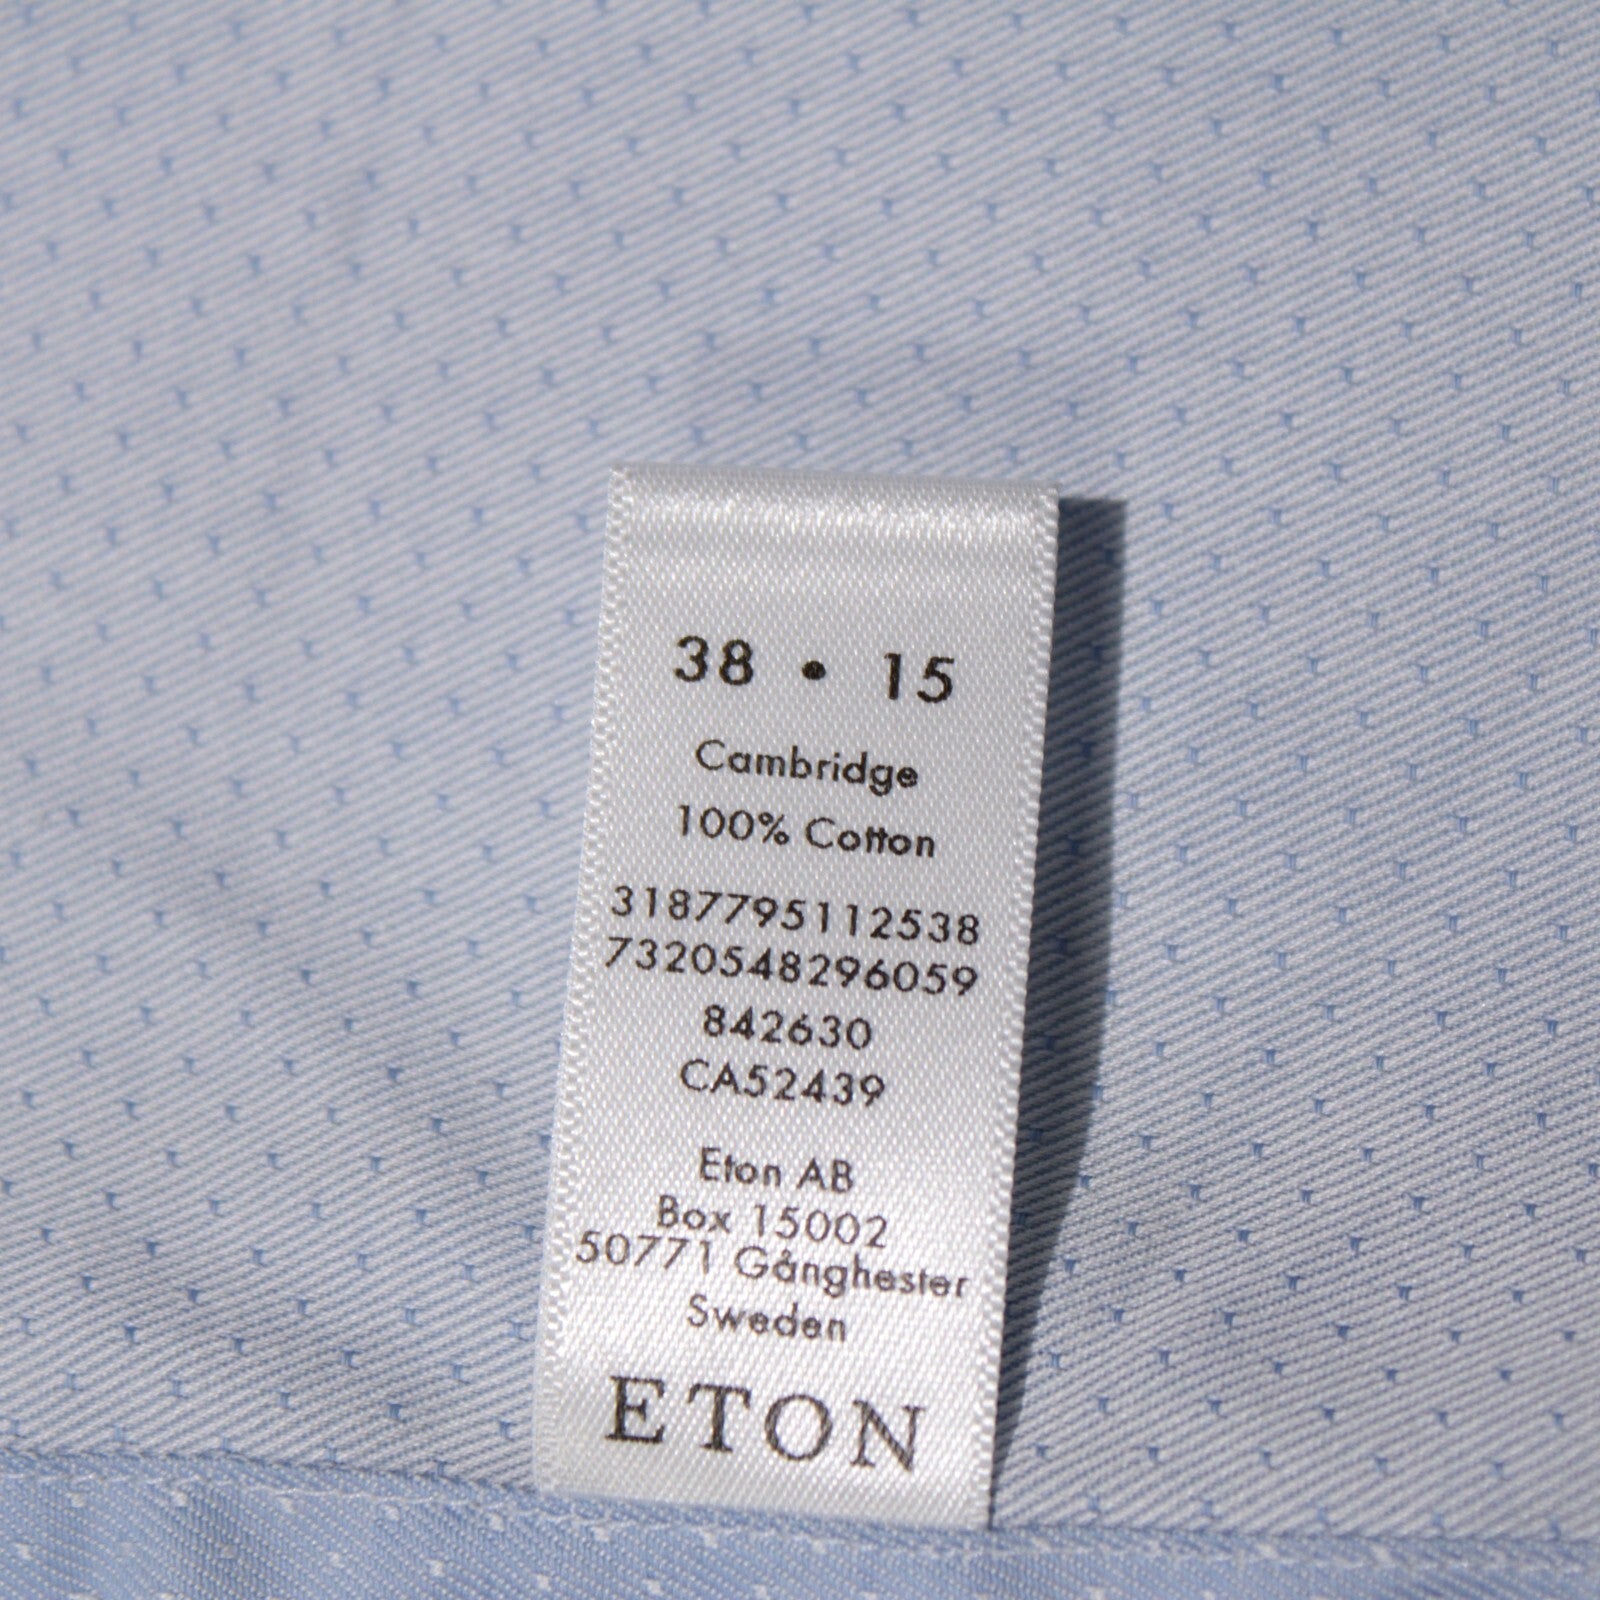 38 • 15
Cambridge
100% Cotton
3187795112538
7320548296059
842630
CA52439
Eton AB
Box 15002
50771 Gånghester
Sweden
ETON